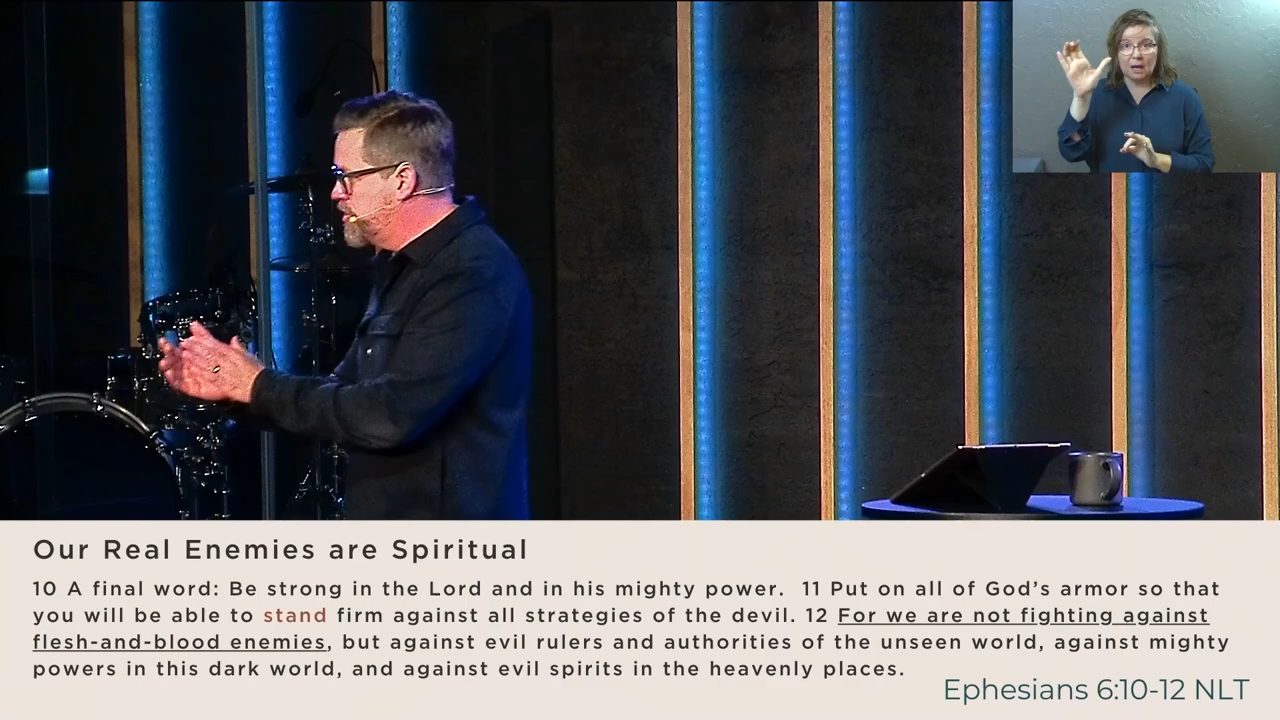 Our Real Enemies are Spiritual
10 A final word: Be strong in the Lord and in his mighty power. 11 Put on all of God’s armor so that
you will be able to stand firm against all strategies of the devil. 12 For we are not fighting against
flesh-and-blood enemies, but against evil rulers and authorities of the unseen world, against mighty
powers in this dark world, and against evil spirits in the heavenly places.
Ephesians 6:10-12 NLT